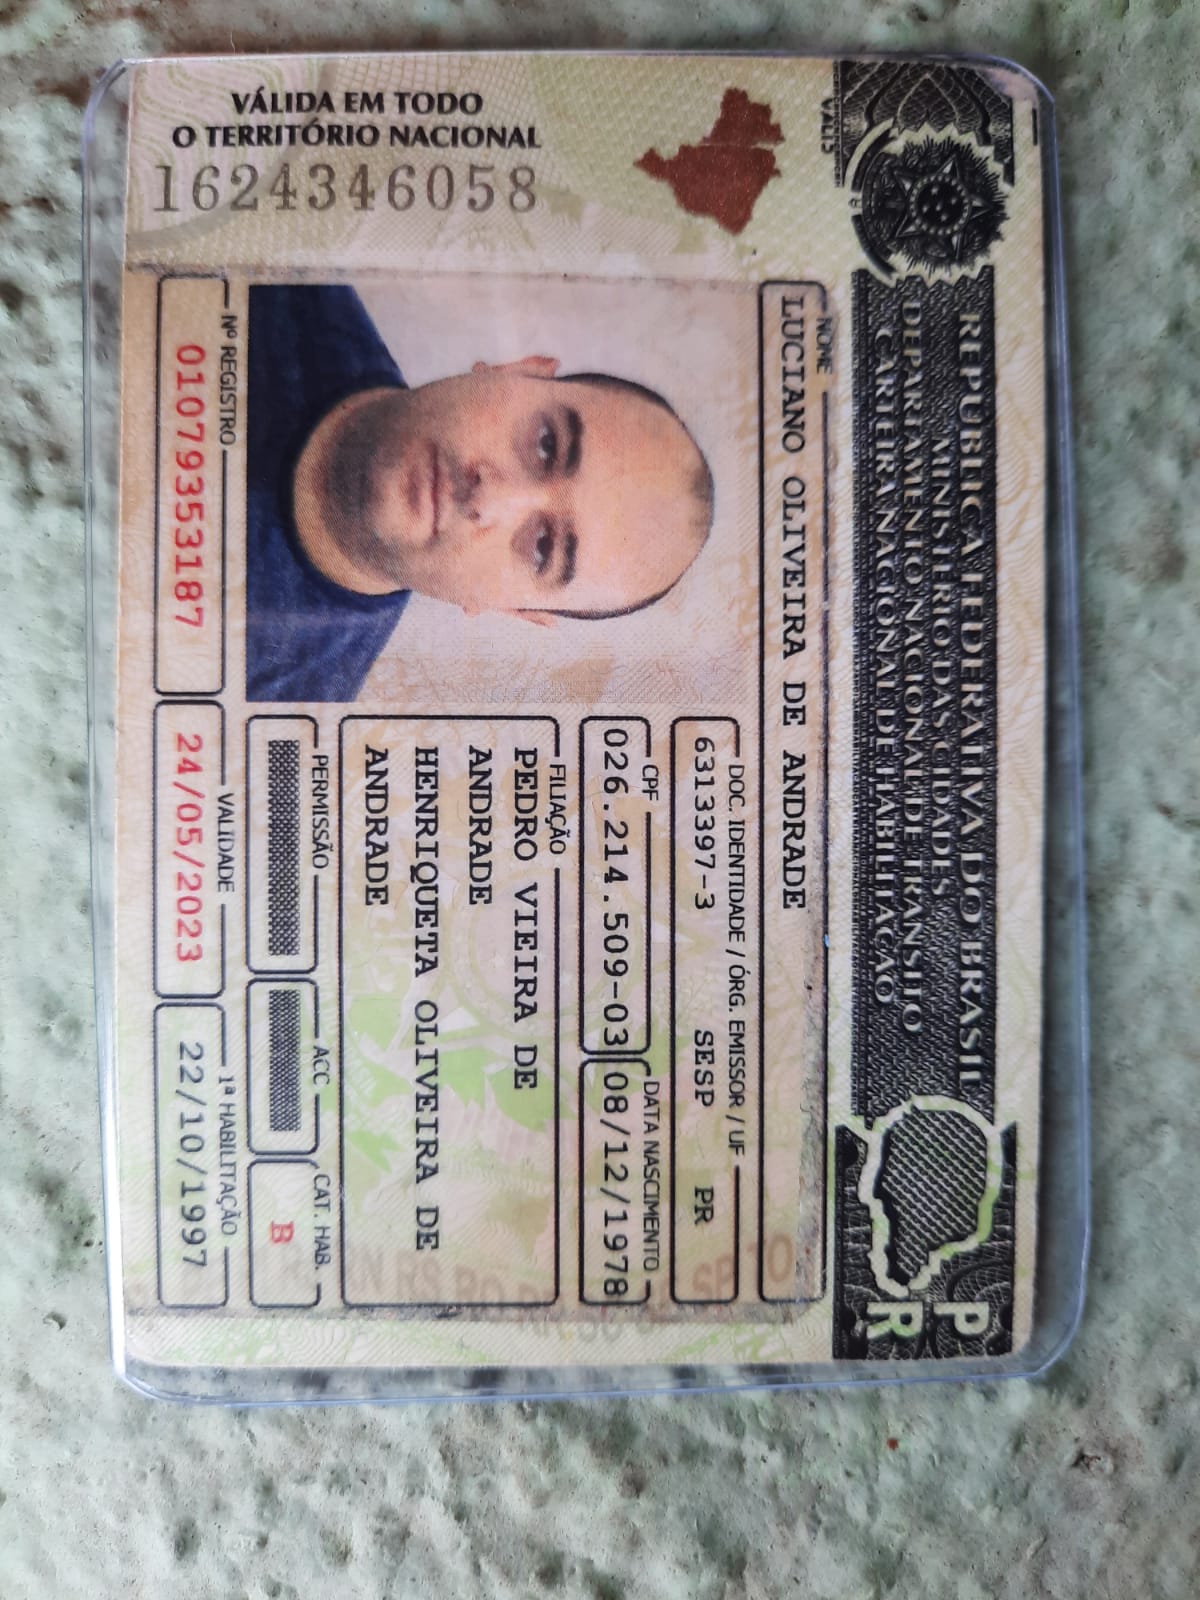 REPÚBLICA FEDERATIVA DO BRASIL
MINISTÉRIO DAS CIDADES
DEPARTAMENTO NACIONAL DE TRÂNSITO
CARTEIRA NACIONAL DE HABILITAÇÃO
PR
NOME
LUCIANO OLIVEIRA DE ANDRADE
DOC. IDENTIDADE / ÓRG. EMISSOR / UF
6313397-3 SESP PR
CPF
026.214.509-03
DATA NASCIMENTO
08/12/1978
FILIAÇÃO
PEDRO VIEIRA DE
ANDRADE
HENRIQUETA OLIVEIRA DE
ANDRADE
PERMISSÃO
ACC
CAT. HAB.
B
Nº REGISTRO
01079353187
VALIDADE
24/05/2023
1ª HABILITAÇÃO
22/10/1997
VÁLIDA EM TODO
O TERRITÓRIO NACIONAL
1624346058